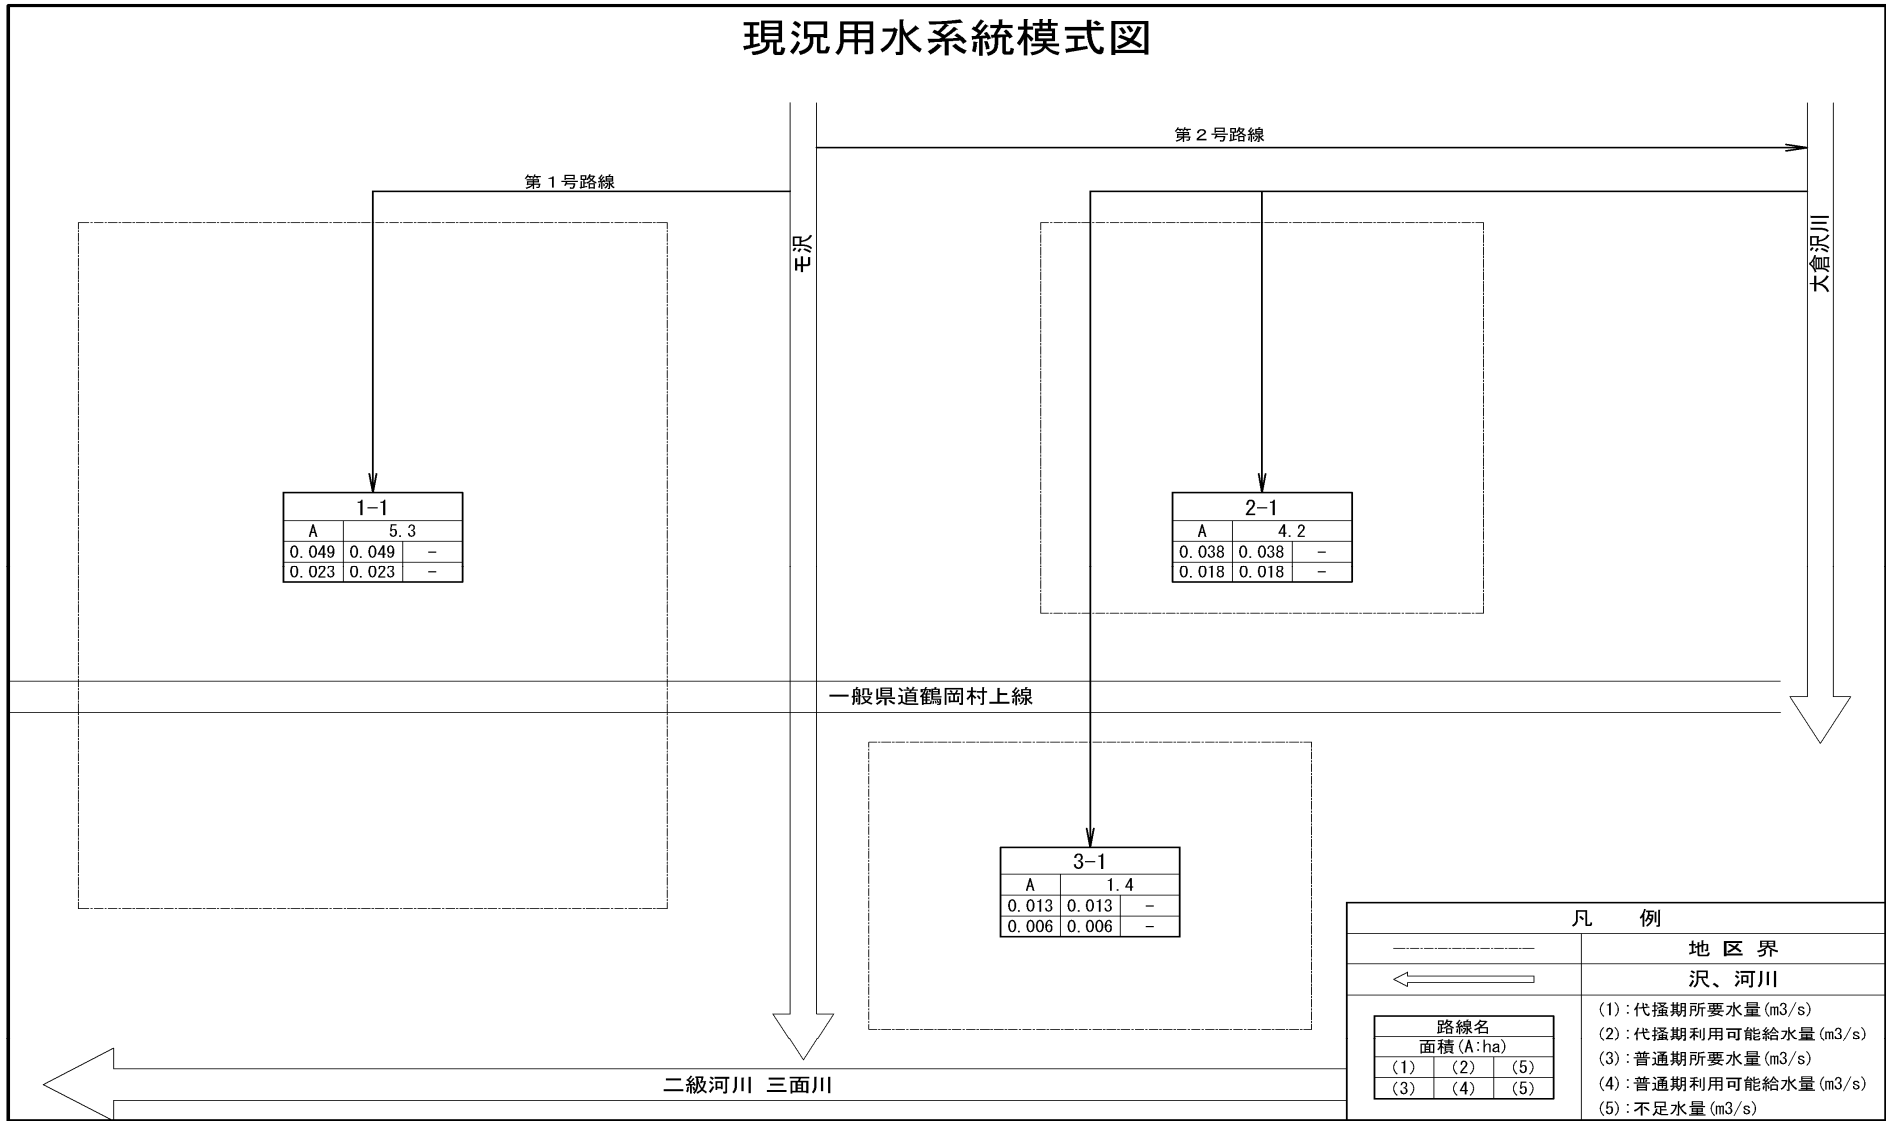 現況用水系統模式図
第2号路線
第1号路線
モ沢
大倉沢川
1-1
A 5.3
0.049 0.049 -
0.023 0.023 -
2-1
A 4.2
0.038 0.038 -
0.018 0.018 -
一般県道鶴岡村上線
3-1
A 1.4
0.013 0.013 -
0.006 0.006 -
二級河川 三面川
凡 例
地区界
沢、河川
路線名
面積(A:ha)
(1) (2) (5)
(3) (4) (5)
(1):代掻期所要水量(m3/s)
(2):代掻期利用可能給水量(m3/s)
(3):普通期所要水量(m3/s)
(4):普通期利用可能給水量(m3/s)
(5):不足水量(m3/s)